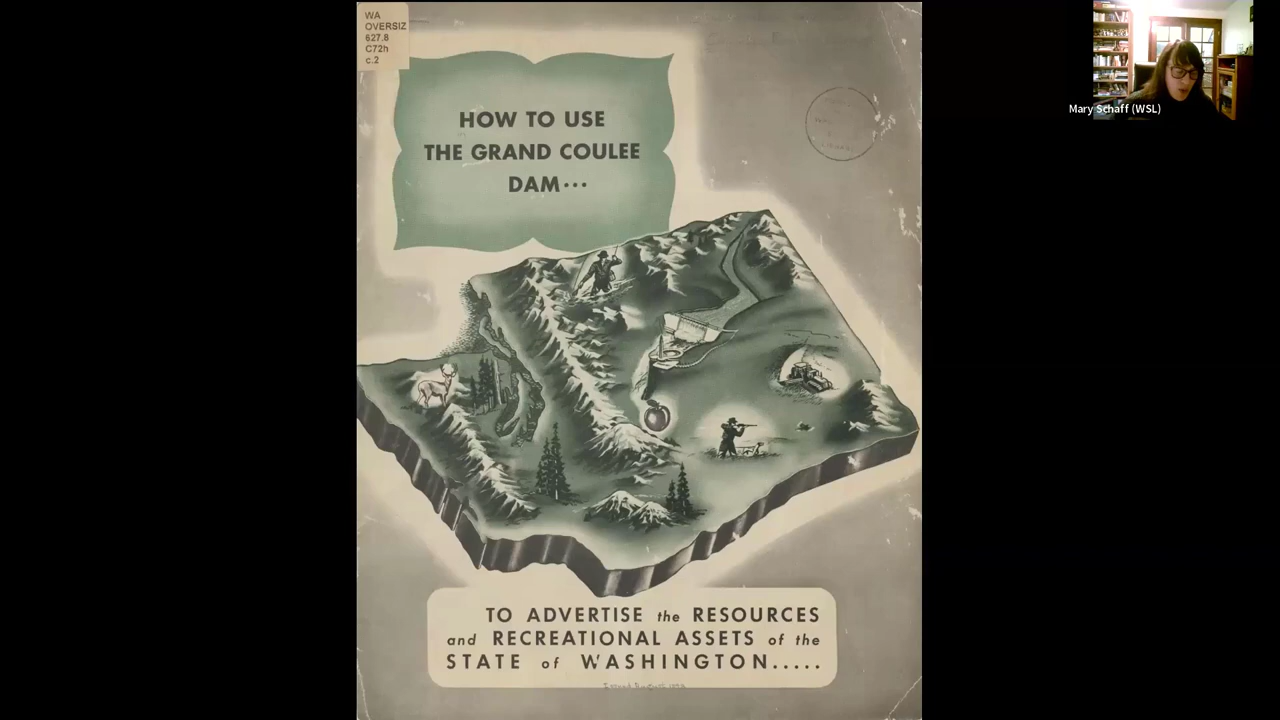 WA
OVERSIZ
627.8
C72h
c.2
HOW TO USE
THE GRAND COULEE
DAM...
TO ADVERTISE the RESOURCES
and RECREATIONAL ASSETS of the
STATE of WASHINGTON.....
Mary Schaff (WSL)